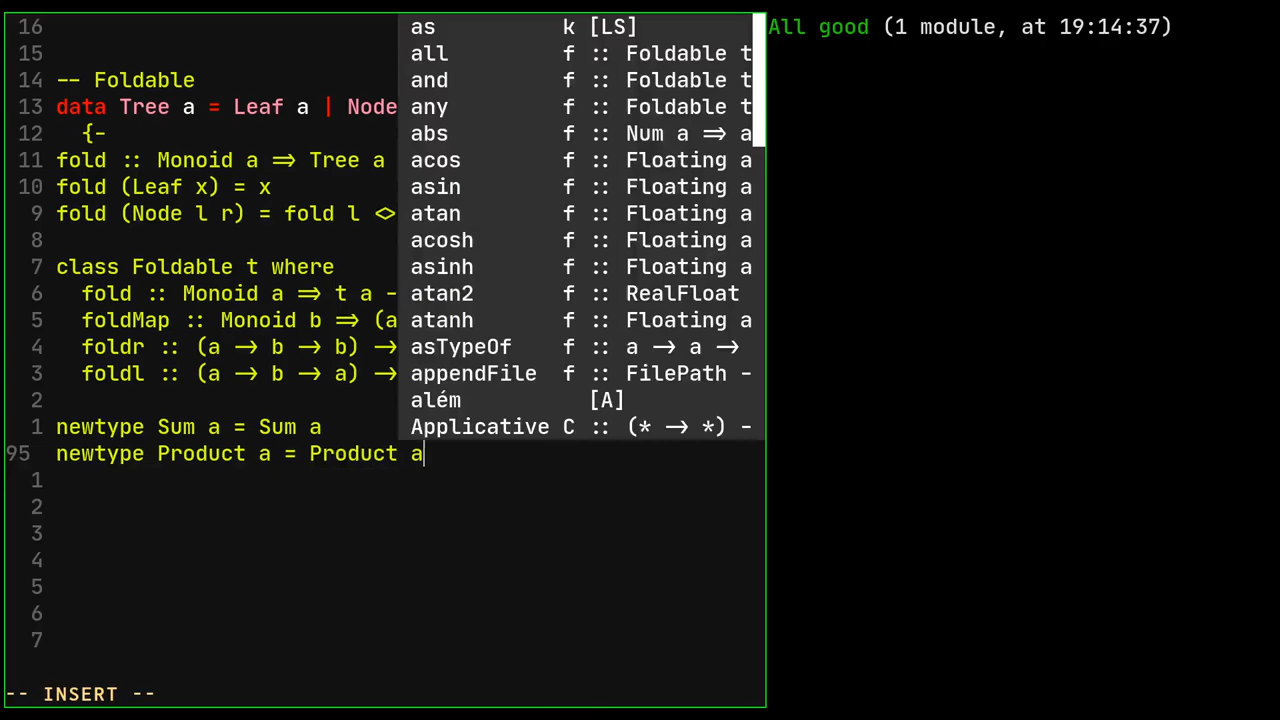 16
15
14 -- Foldable
13 data Tree a = Leaf a | Node
12   {-
11 fold :: Monoid a => Tree a
10 fold (Leaf x) = x
9 fold (Node l r) = fold l <>
8
7 class Foldable t where
6   fold :: Monoid a => t a -
5   foldMap :: Monoid b => (a
4   foldr :: (a -> b -> b) ->
3   foldl :: (a -> b -> a) ->
2
1 newtype Sum a = Sum a
95 newtype Product a = Product a
1
2
3
4
5
6
7
-- INSERT --
as k [LS]
all f :: Foldable t
and f :: Foldable t
any f :: Foldable t
abs f :: Num a => a
acos f :: Floating a
asin f :: Floating a
atan f :: Floating a
acosh f :: Floating a
asinh f :: Floating a
atan2 f :: RealFloat
atanh f :: Floating a
asTypeOf f :: a -> a ->
appendFile f :: FilePath -
além [A]
Applicative C :: (* -> *) -
All good (1 module, at 19:14:37)